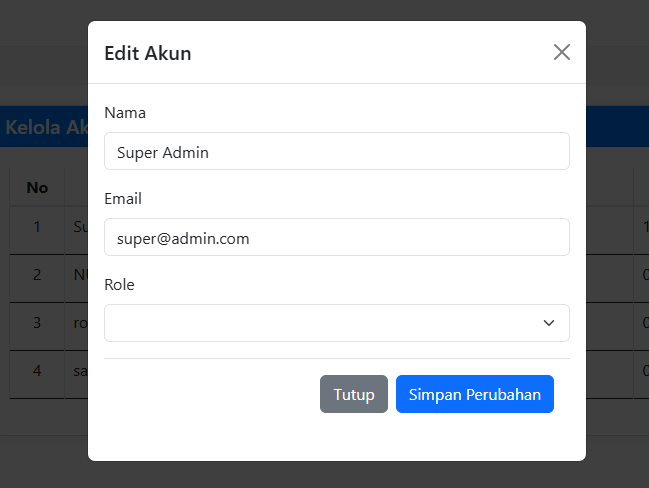 Edit Akun
Nama
Super Admin
Email
super@admin.com
Role
Tutup
Simpan Perubahan
Kelola Ak
No
1 Su 1
2 NU 0
3 ro 0
4 sa 0